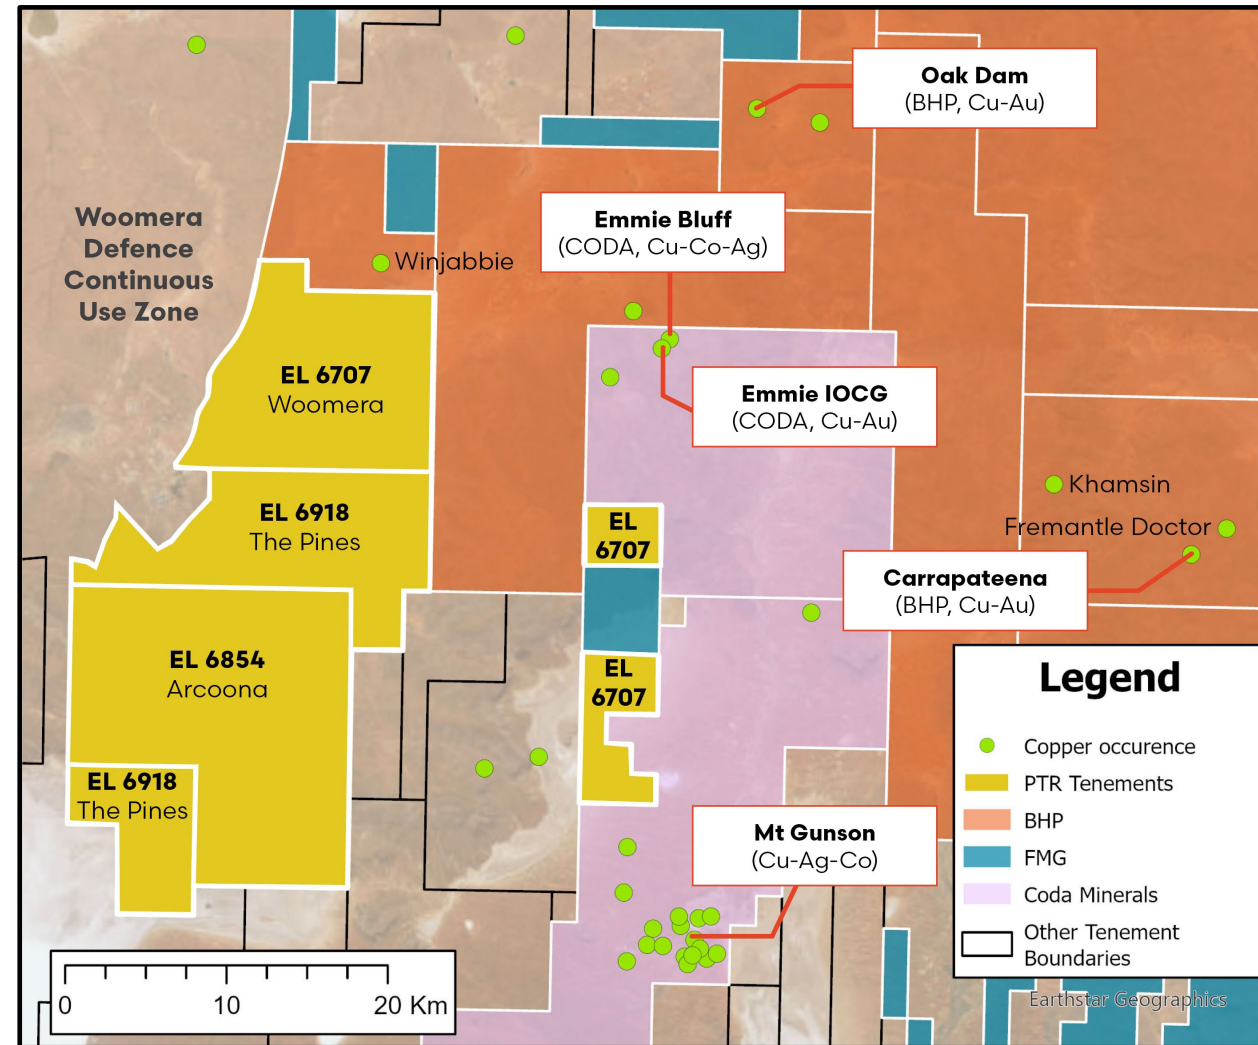 Oak Dam
(BHP, Cu-Au)
Woomera
Defence
Continuous
Use Zone
Emmie Bluff
(CODA, Cu-Co-Ag)
Winjabbie
EL 6707
Woomera
Emmie IOCG
(CODA, Cu-Au)
Khamsin
EL 6918
The Pines
EL
6707
Fremantle Doctor
Carrapateena
(BHP, Cu-Au)
EL 6854
Arcoona
EL
6707
EL 6918
The Pines
Mt Gunson
(Cu-Ag-Co)
Legend
Copper occurence
PTR Tenements
BHP
FMG
Coda Minerals
Other Tenement
Boundaries
0 10 20 Km
Earthstar Geographics